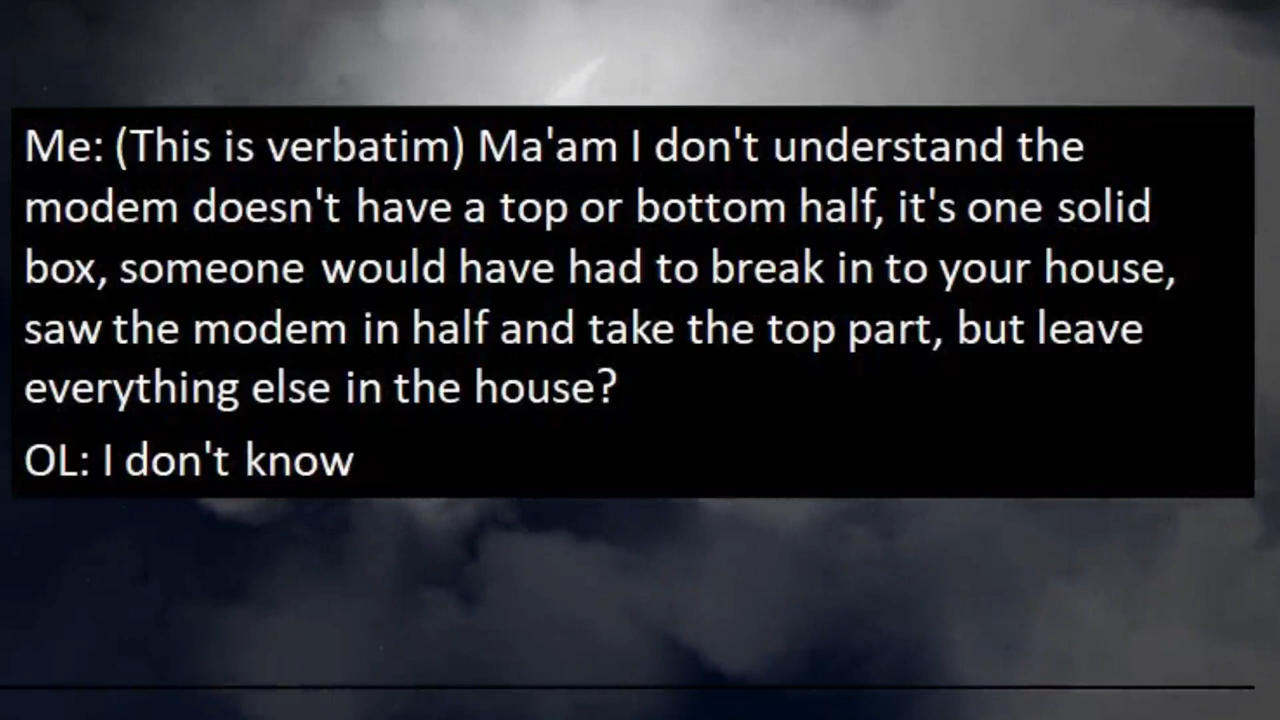 Me: (This is verbatim) Ma'am I don't understand the
modem doesn't have a top or bottom half, it's one solid
box, someone would have had to break in to your house,
saw the modem in half and take the top part, but leave
everything else in the house?
OL: I don't know